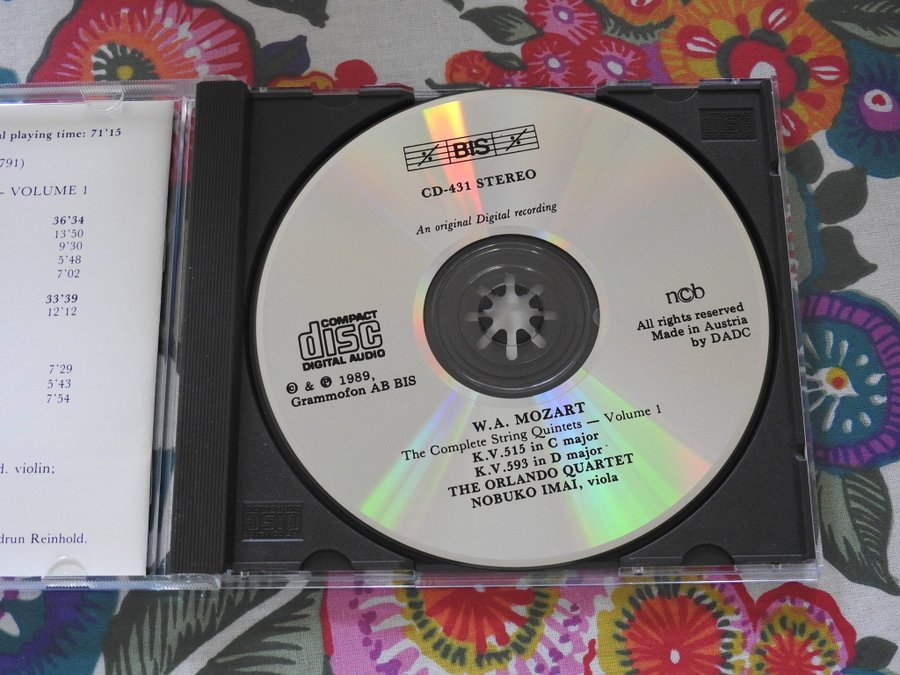 l playing time: 71'15
791)
– VOLUME 1
36'34
13'50
9'30
5'48
7'02
33'39
12'12
7'29
5'43
7'54
d. violin;
drun Reinhold.
BIS
CD-431 STEREO
An original Digital recording
COMPACT
disc
DIGITAL AUDIO
© & ℗ 1989,
Grammofon AB BIS
n©b
All rights reserved
Made in Austria
by DADC
W.A. MOZART
The Complete String Quintets — Volume 1
K.V.515 in C major
K.V.593 in D major
THE ORLANDO QUARTET
NOBUKO IMAI, viola